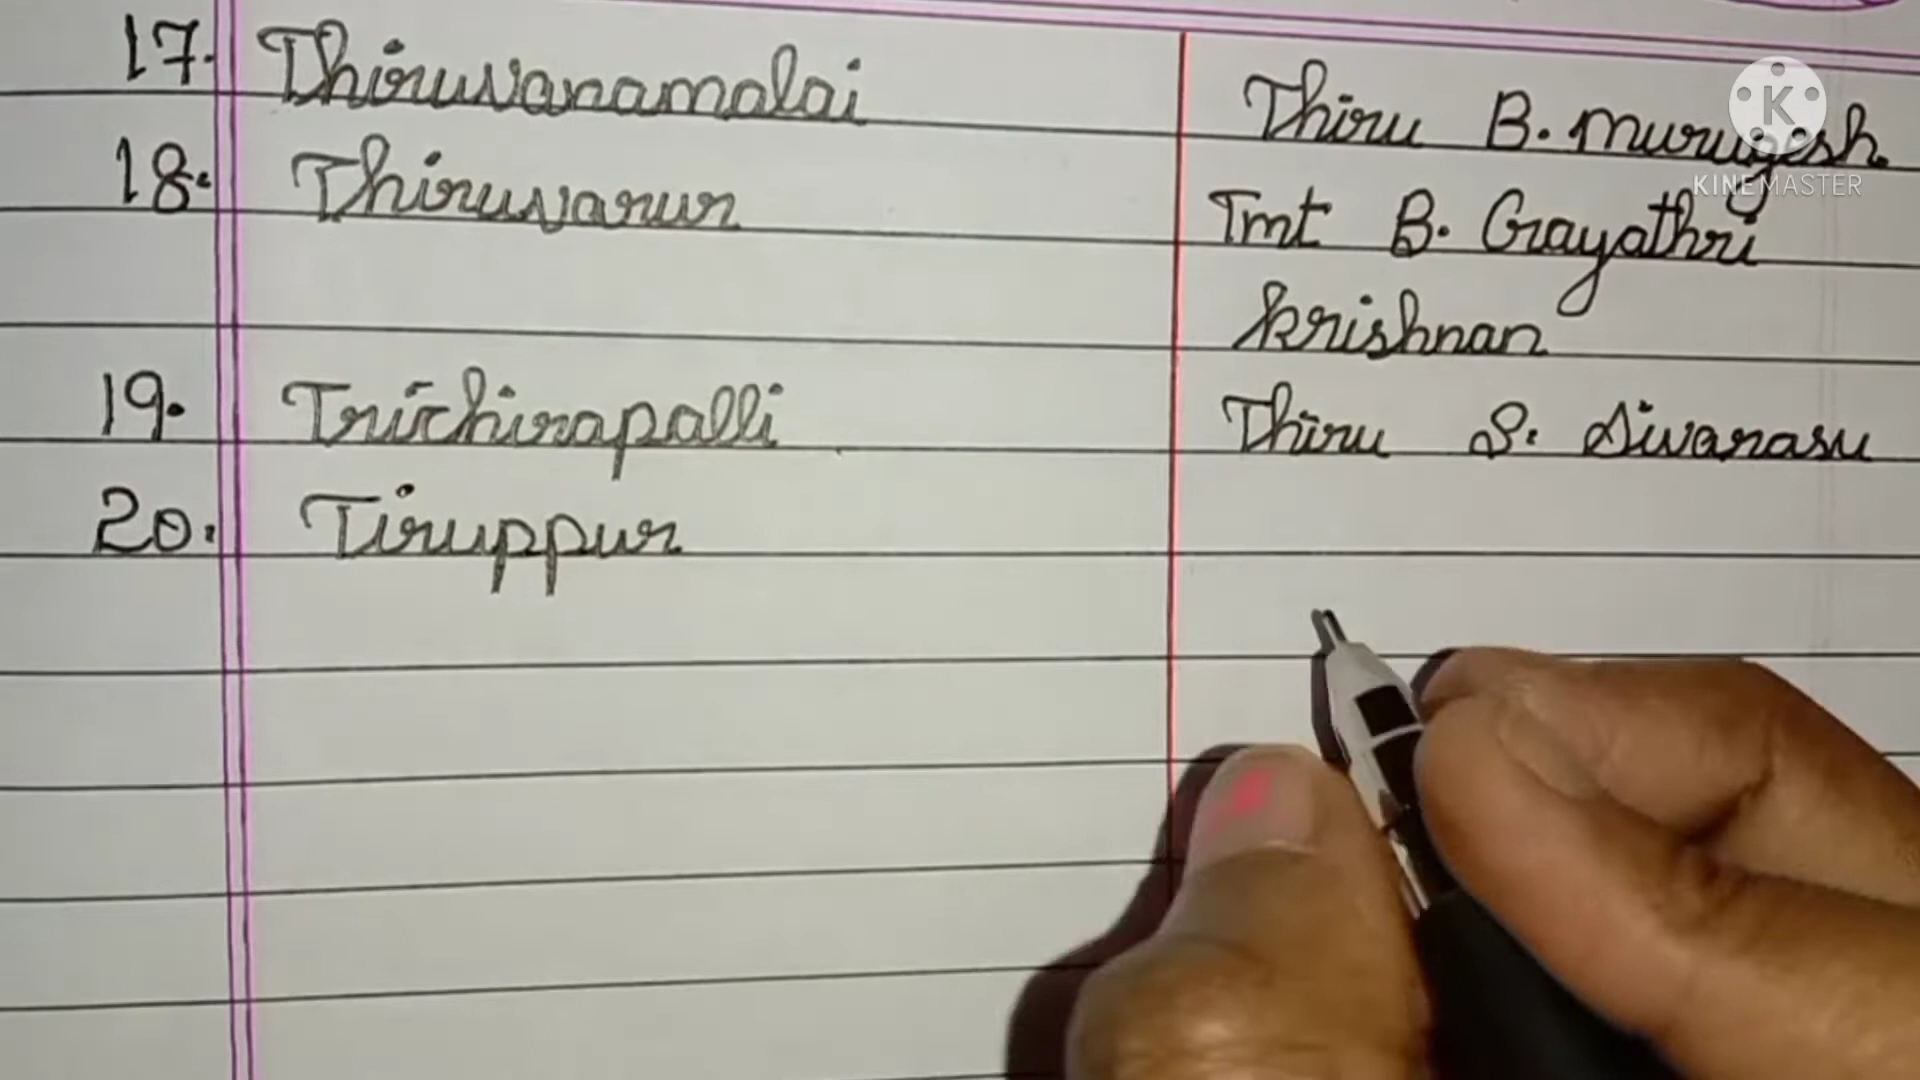 17. Thiruvanamalai Thiru B. Murugesh.
18. Thiruvarur Tmt B. Gayathri
Krishnan
19. Trichirapalli Thiru S. Sivarasu
20. Tiruppur
K
KINEMASTER